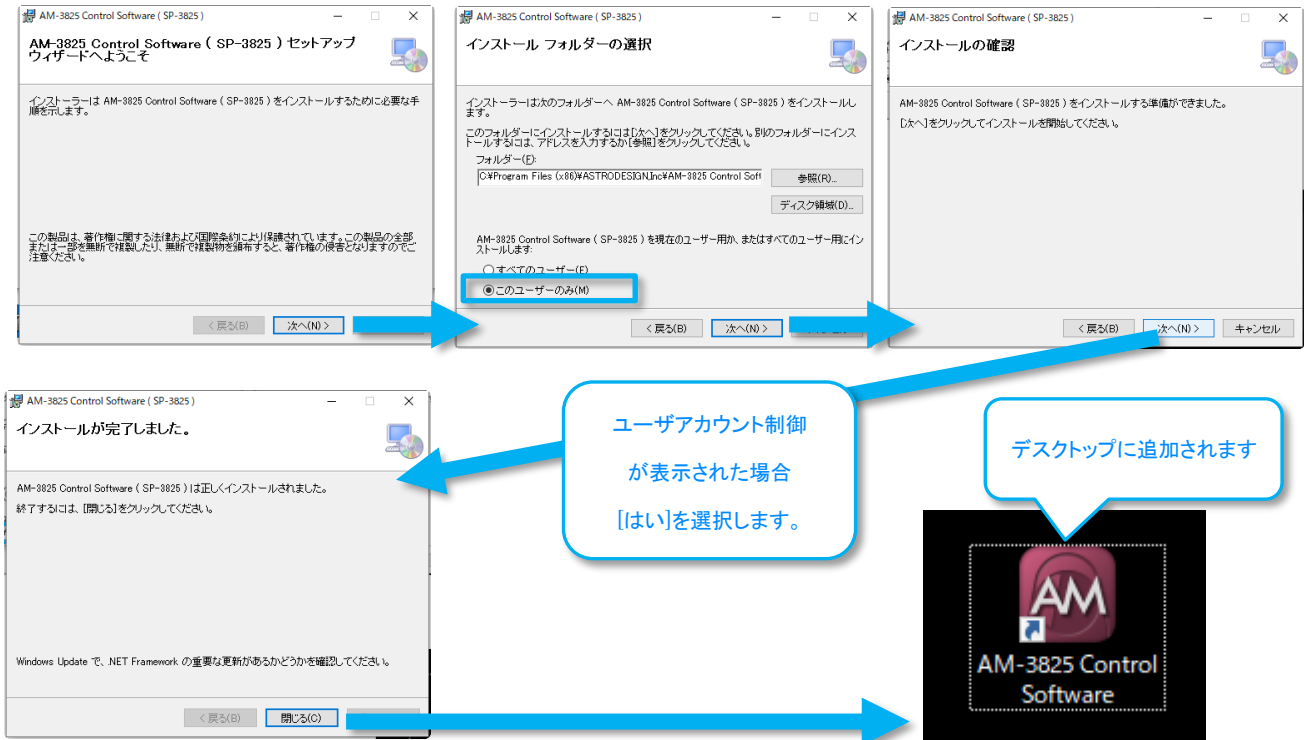 AM-3825 Control Software ( SP-3825 )
AM-3825 Control Software ( SP-3825 ) セットアップ
ウィザードへようこそ
インストーラーは AM-3825 Control Software ( SP-3825 ) をインストールするために必要な手
順を示します。
この製品は、著作権に関する法律および国際条約により保護されています。この製品の全部
または一部を無断で複製したり、無断で複製物を頒布すると、著作権の侵害となりますのでご
注意ください。
< 戻る(B)
次へ(N) >
AM-3825 Control Software ( SP-3825 )
インストール フォルダーの選択
インストーラーは次のフォルダーへ AM-3825 Control Software ( SP-3825 ) をインストールし
ます。
このフォルダーにインストールするには[次へ]をクリックしてください。別のフォルダーにインス
トールするには、アドレスを入力するか[参照]をクリックしてください。
フォルダー(F):
C:¥Program Files (x86)¥ASTRODESIGN,Inc¥AM-3825 Control Soft
参照(R)...
ディスク領域(D)...
AM-3825 Control Software ( SP-3825 ) を現在のユーザー用か、またはすべてのユーザー用にイン
ストールします:
すべてのユーザー(E)
このユーザーのみ(M)
< 戻る(B)
次へ(N) >
AM-3825 Control Software ( SP-3825 )
インストールの確認
AM-3825 Control Software ( SP-3825 ) をインストールする準備ができました。
[次へ]をクリックしてインストールを開始してください。
< 戻る(B)
次へ(N) >
キャンセル
AM-3825 Control Software ( SP-3825 )
インストールが完了しました。
AM-3825 Control Software ( SP-3825 ) は正しくインストールされました。
終了するには、[閉じる]をクリックしてください。
Windows Update で、.NET Framework の重要な更新があるかどうかを確認してください。
< 戻る(B)
閉じる(C)
ユーザアカウント制御
が表示された場合
[はい]を選択します。
デスクトップに追加されます
AM
AM-3825 Control
Software